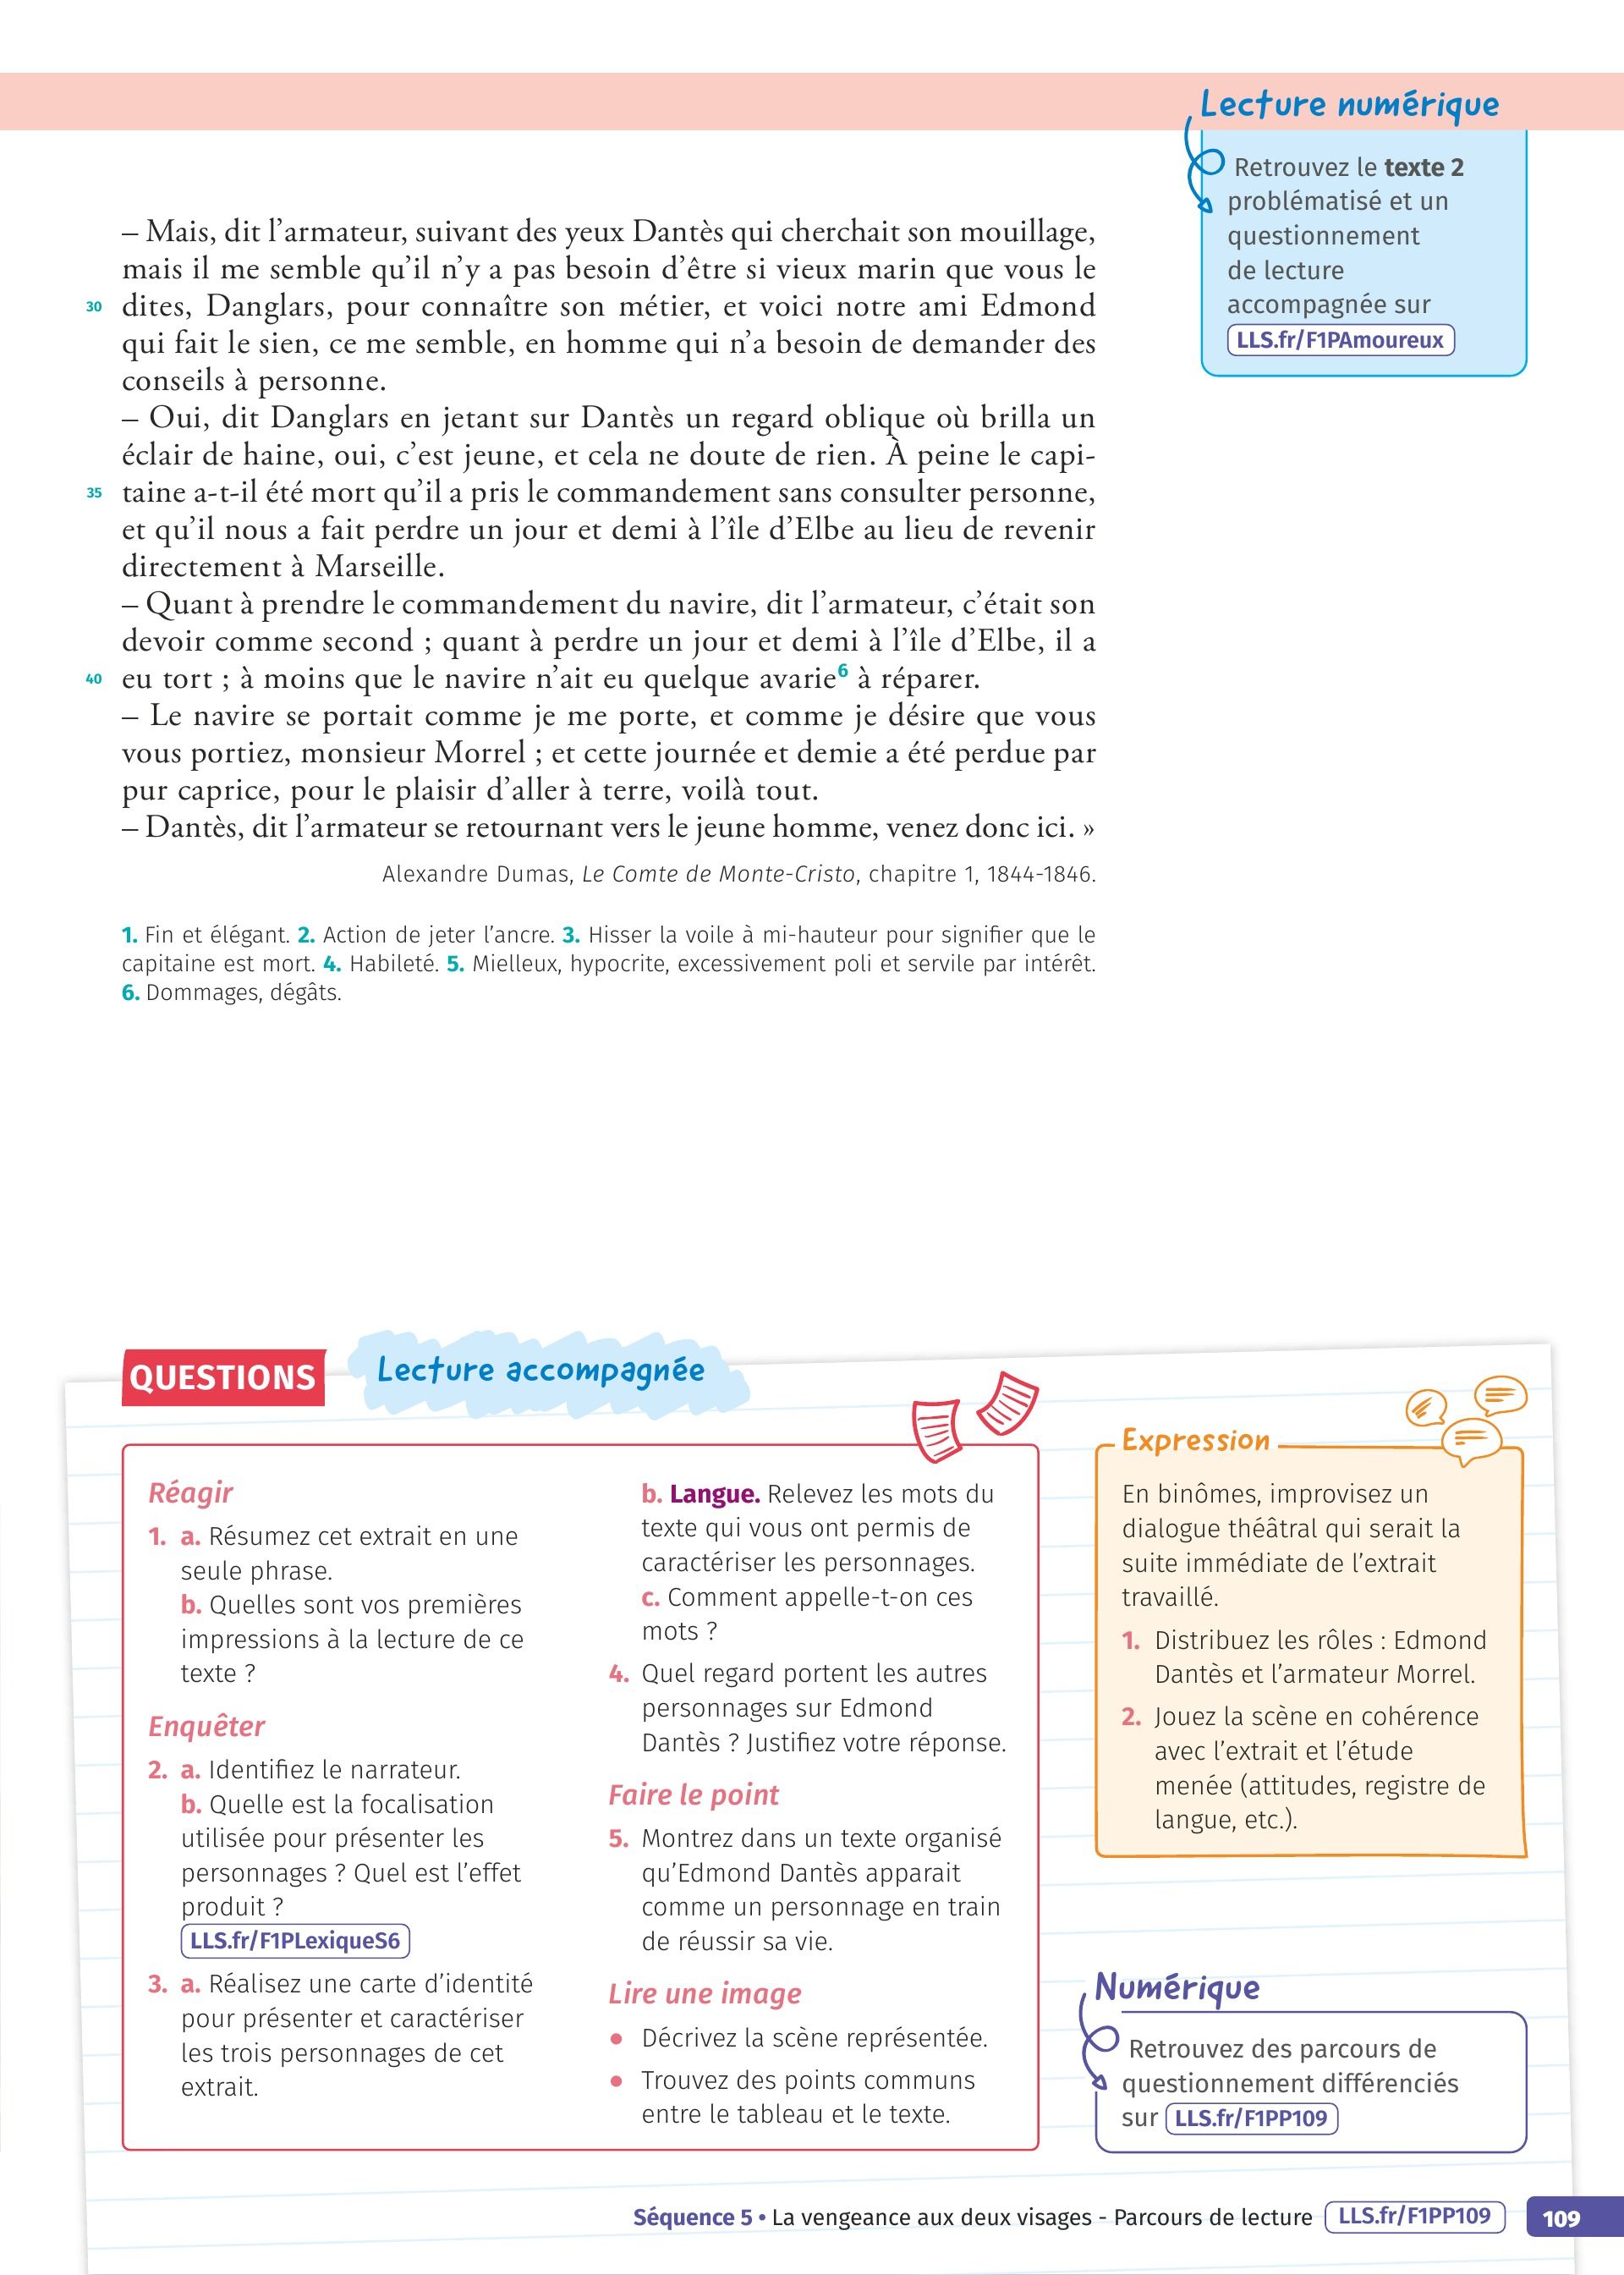 Lecture numérique
Retrouvez le texte 2
problématisé et un
questionnement
de lecture
accompagnée sur
LLS.fr/F1PAmoureux
– Mais, dit l’armateur, suivant des yeux Dantès qui cherchait son mouillage,
mais il me semble qu’il n’y a pas besoin d’être si vieux marin que vous le
30 dites, Danglars, pour connaître son métier, et voici notre ami Edmond
qui fait le sien, ce me semble, en homme qui n’a besoin de demander des
conseils à personne.
– Oui, dit Danglars en jetant sur Dantès un regard oblique où brilla un
éclair de haine, oui, c’est jeune, et cela ne doute de rien. À peine le capi-
35 taine a-t-il été mort qu’il a pris le commandement sans consulter personne,
et qu’il nous a fait perdre un jour et demi à l’île d’Elbe au lieu de revenir
directement à Marseille.
– Quant à prendre le commandement du navire, dit l’armateur, c’était son
devoir comme second ; quant à perdre un jour et demi à l’île d’Elbe, il a
40 eu tort ; à moins que le navire n’ait eu quelque avarie6 à réparer.
– Le navire se portait comme je me porte, et comme je désire que vous
vous portiez, monsieur Morrel ; et cette journée et demie a été perdue par
pur caprice, pour le plaisir d’aller à terre, voilà tout.
– Dantès, dit l’armateur se retournant vers le jeune homme, venez donc ici. »
Alexandre Dumas, Le Comte de Monte-Cristo, chapitre 1, 1844-1846.
1. Fin et élégant. 2. Action de jeter l’ancre. 3. Hisser la voile à mi-hauteur pour signifier que le
capitaine est mort. 4. Habileté. 5. Mielleux, hypocrite, excessivement poli et servile par intérêt.
6. Dommages, dégâts.
QUESTIONS
Lecture accompagnée
Réagir
1. a. Résumez cet extrait en une
seule phrase.
b. Quelles sont vos premières
impressions à la lecture de ce
texte ?
Enquêter
2. a. Identifiez le narrateur.
b. Quelle est la focalisation
utilisée pour présenter les
personnages ? Quel est l’effet
produit ?
LLS.fr/F1PLexiqueS6
3. a. Réalisez une carte d’identité
pour présenter et caractériser
les trois personnages de cet
extrait.
b. Langue. Relevez les mots du
texte qui vous ont permis de
caractériser les personnages.
c. Comment appelle-t-on ces
mots ?
4. Quel regard portent les autres
personnages sur Edmond
Dantès ? Justifiez votre réponse.
Faire le point
5. Montrez dans un texte organisé
qu’Edmond Dantès apparait
comme un personnage en train
de réussir sa vie.
Lire une image
• Décrivez la scène représentée.
• Trouvez des points communs
entre le tableau et le texte.
Expression
En binômes, improvisez un
dialogue théâtral qui serait la
suite immédiate de l’extrait
travaillé.
1. Distribuez les rôles : Edmond
Dantès et l’armateur Morrel.
2. Jouez la scène en cohérence
avec l’extrait et l’étude
menée (attitudes, registre de
langue, etc.).
Numérique
Retrouvez des parcours de
questionnement différenciés
sur LLS.fr/F1PP109
Séquence 5 • La vengeance aux deux visages - Parcours de lecture LLS.fr/F1PP109 109